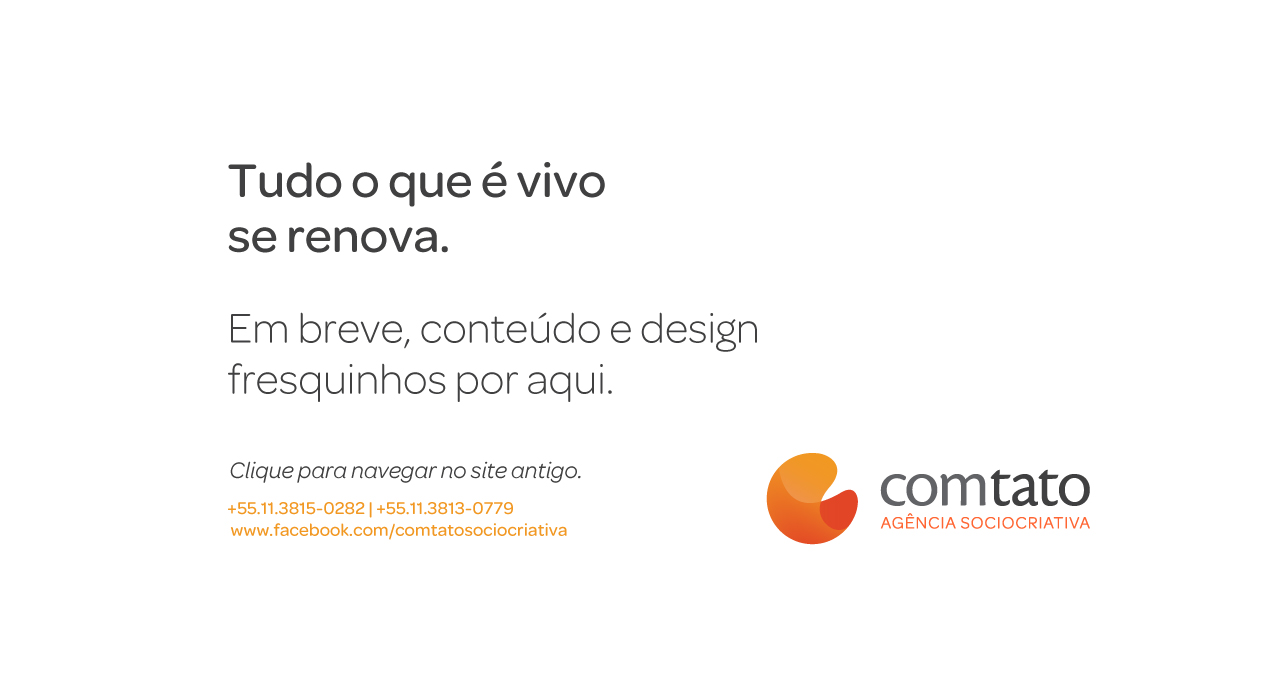 Tudo o que é vivo
se renova.
Em breve, conteúdo e design
fresquinhos por aqui.
Clique para navegar no site antigo.
+55.11.3815-0282 | +55.11.3813-0779
www.facebook.com/comtatosociocriativa
comtato
AGÊNCIA SOCIOCRIATIVA